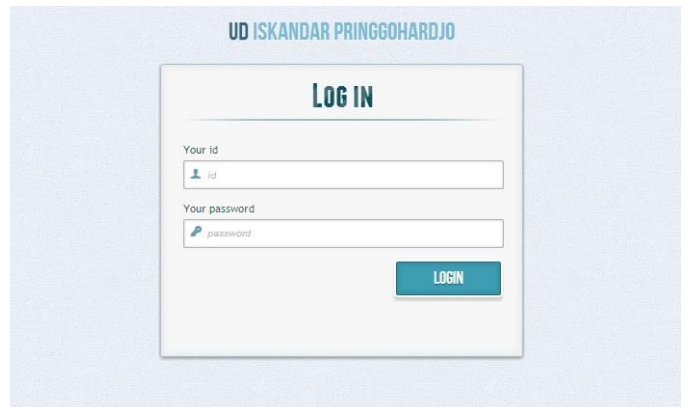 UD ISKANDAR PRINGGOHARDJO
LOG IN
Your id
id
Your password
password
LOGIN